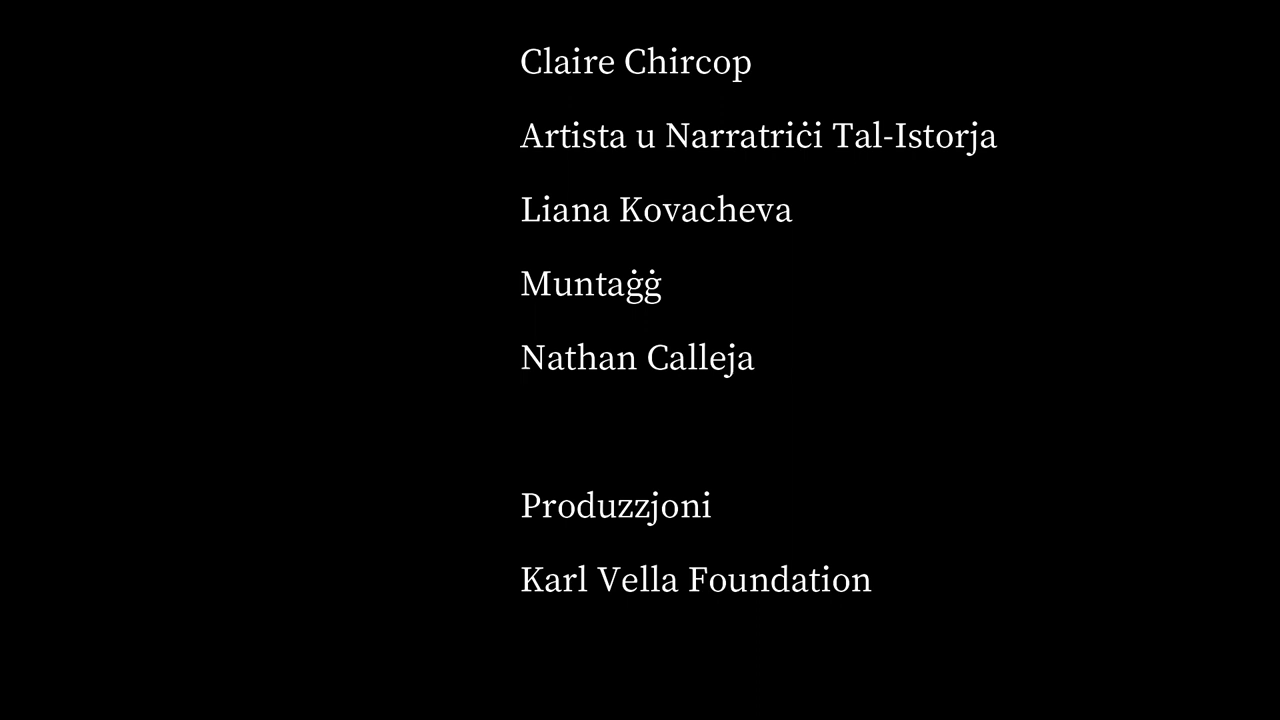 Claire Chircop
Artista u Narratriċi Tal-Istorja
Liana Kovacheva
Muntaġġ
Nathan Calleja
Produzzjoni
Karl Vella Foundation